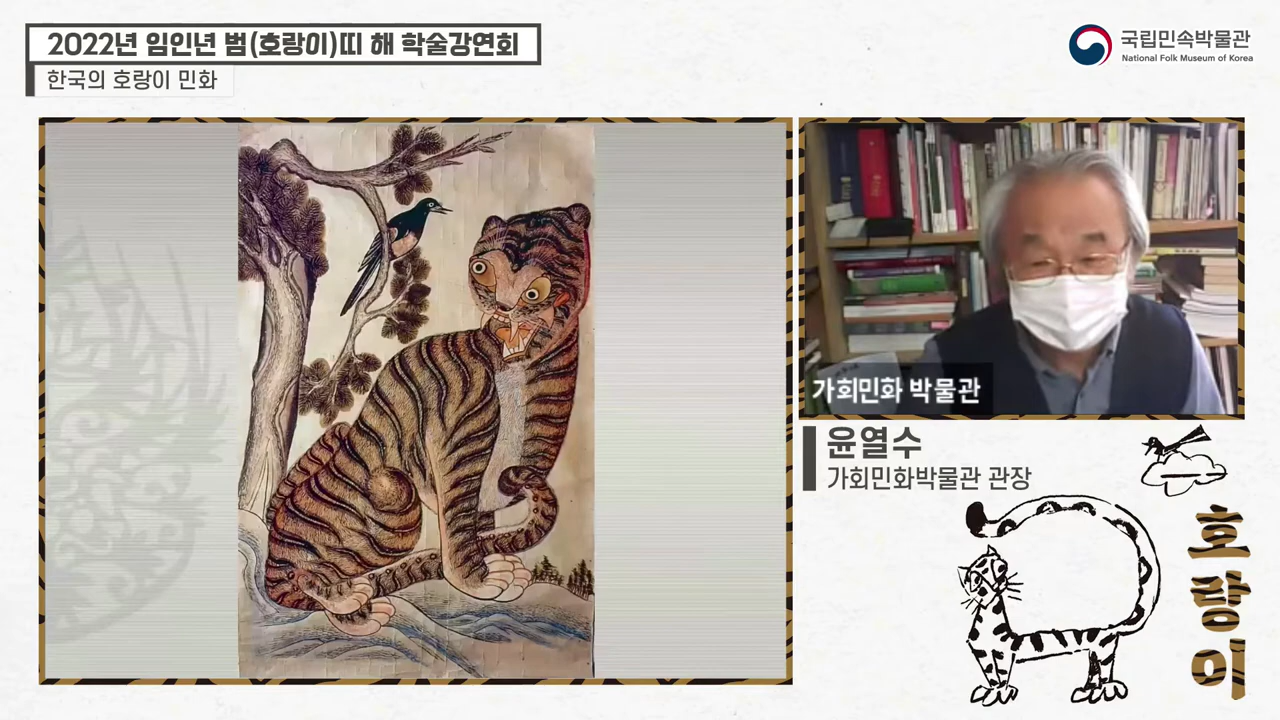 2022년 임인년 범(호랑이)띠 해 학술강연회
한국의 호랑이 민화
국립민속박물관
National Folk Museum of Korea
가회민화 박물관
윤열수
가회민화박물관 관장
호랑이